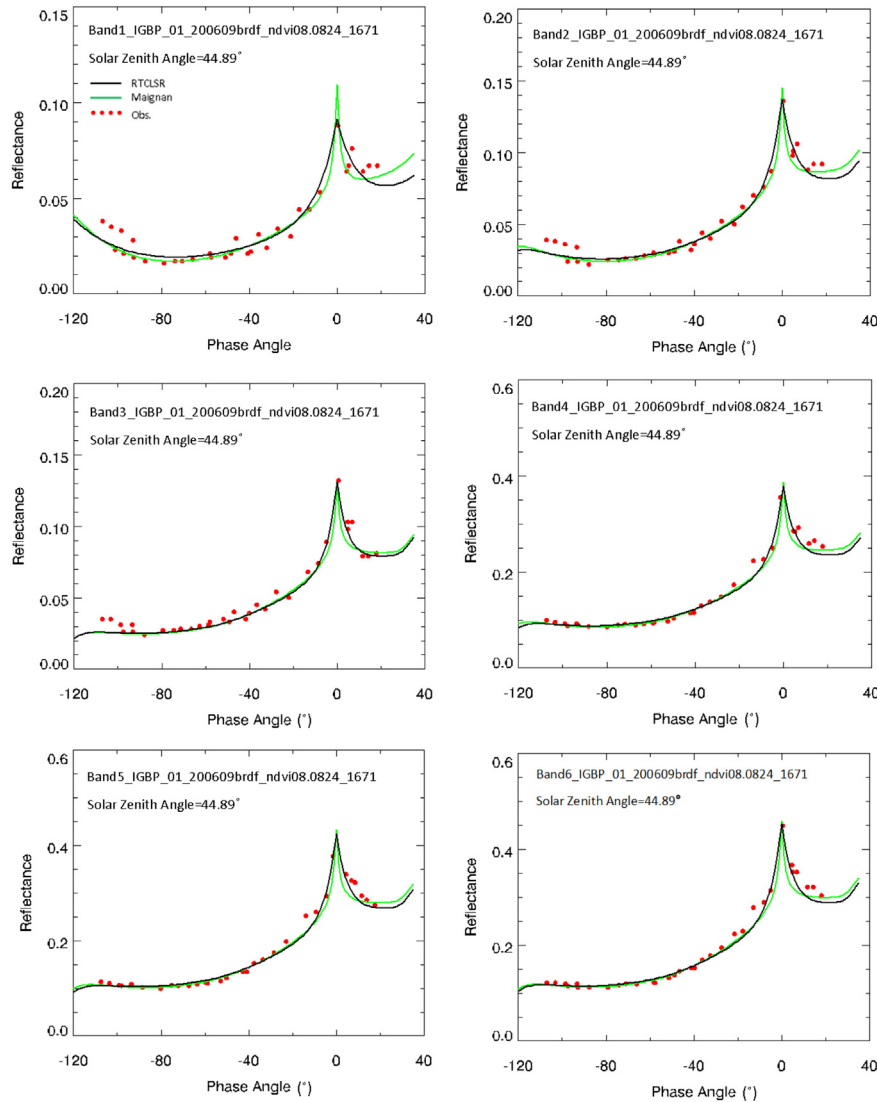 0.15
Band1_IGBP_01_200609brdf_ndvi08.0824_1671
Solar Zenith Angle=44.89°
RTCLSR
Maignan
Obs.
0.10
Reflectance
0.05
0.00
-120 -80 -40 0 40
Phase Angle
0.20
Band2_IGBP_01_200609brdf_ndvi08.0824_1671
Solar Zenith Angle=44.89°
0.15
0.10
Reflectance
0.05
0.00
-120 -80 -40 0 40
Phase Angle (°)
0.20
Band3_IGBP_01_200609brdf_ndvi08.0824_1671
Solar Zenith Angle=44.89°
0.15
0.10
Reflectance
0.05
0.00
-120 -80 -40 0 40
Phase Angle (°)
0.6
Band4_IGBP_01_200609brdf_ndvi08.0824_1671
Solar Zenith Angle=44.89°
0.4
Reflectance
0.2
0.0
-120 -80 -40 0 40
Phase Angle (°)
0.6
Band5_IGBP_01_200609brdf_ndvi08.0824_1671
Solar Zenith Angle=44.89°
0.4
Reflectance
0.2
0.0
-120 -80 -40 0 40
Phase Angle (°)
0.6
Band6_IGBP_01_200609brdf_ndvi08.0824_1671
Solar Zenith Angle=44.89°
0.4
Reflectance
0.2
0.0
-120 -80 -40 0 40
Phase Angle (°)